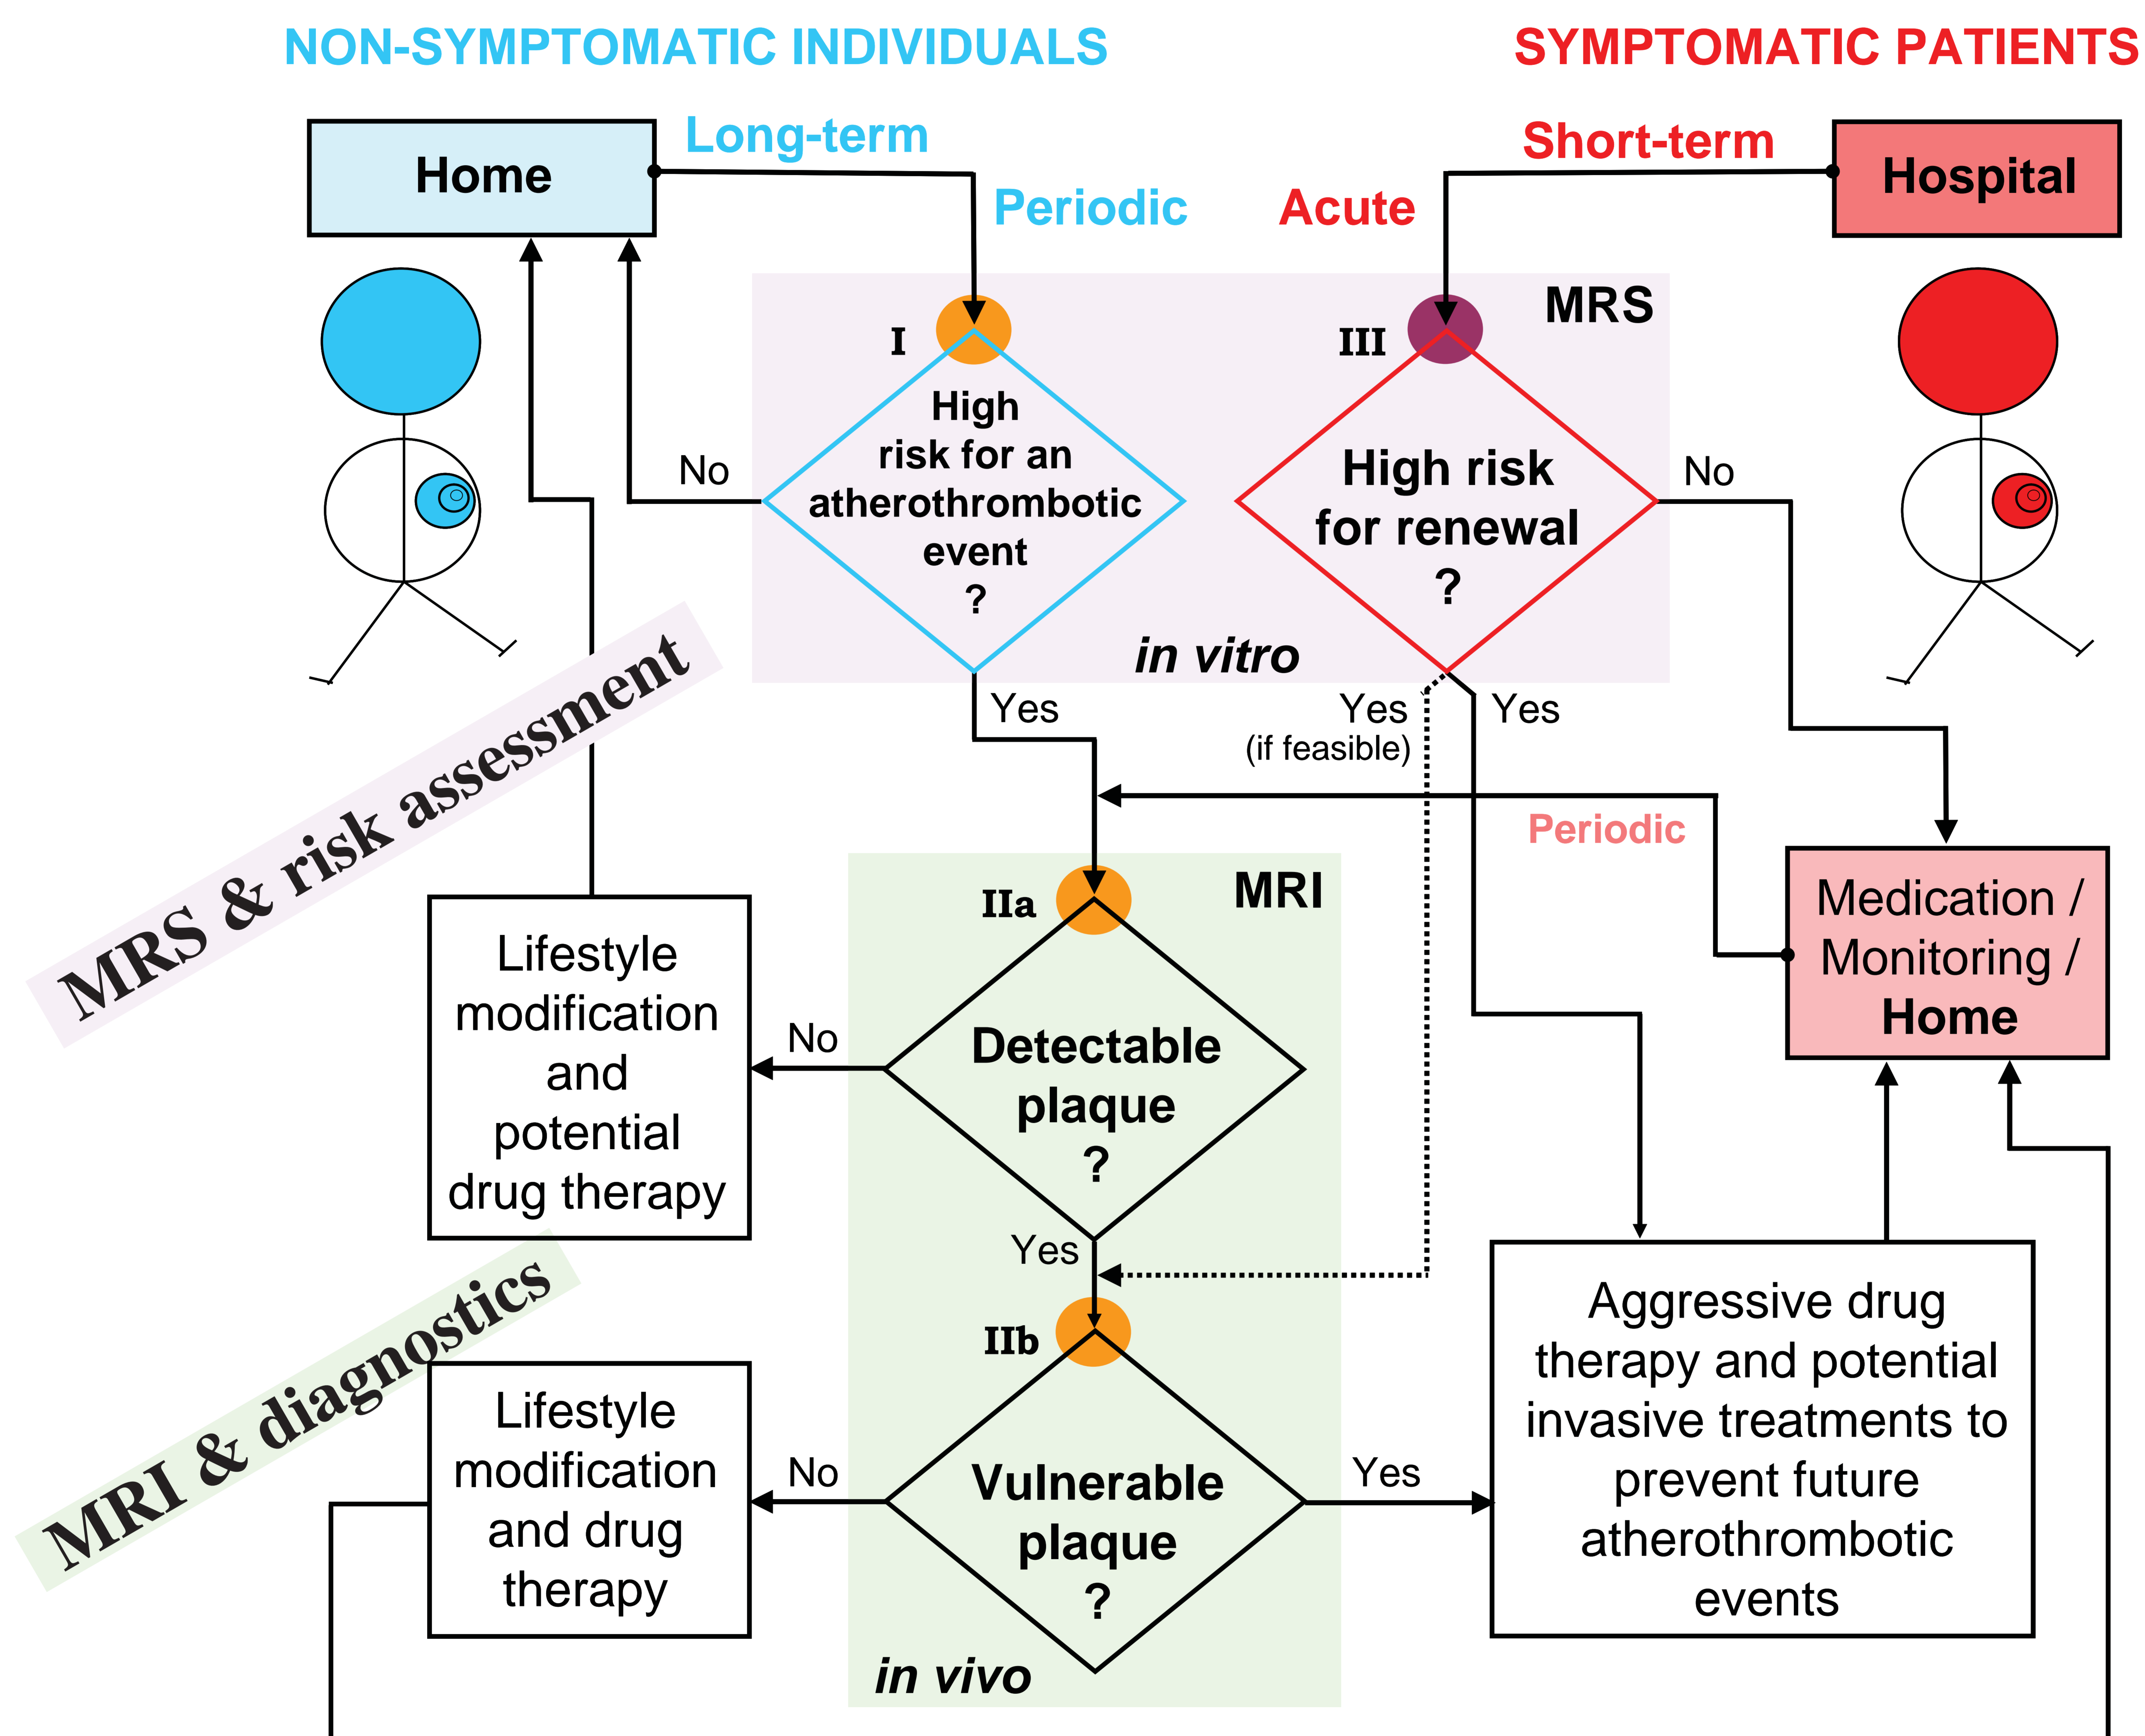 NON-SYMPTOMATIC INDIVIDUALS
SYMPTOMATIC PATIENTS
Home
Long-term
Periodic
Short-term
Acute
Hospital
MRS
I
High
risk for an
atherothrombotic
event
?
III
High risk
for renewal
?
No
No
in vitro
Yes
Yes
(if feasible)
Yes
MRS & risk assessment
Periodic
Medication /
Monitoring /
Home
MRI
IIa
Detectable
plaque
?
No
Lifestyle
modification
and
potential
drug therapy
Yes
MRI & diagnostics
IIb
Vulnerable
plaque
?
No
Lifestyle
modification
and drug
therapy
Yes
Aggressive drug
therapy and potential
invasive treatments to
prevent future
atherothrombotic
events
in vivo